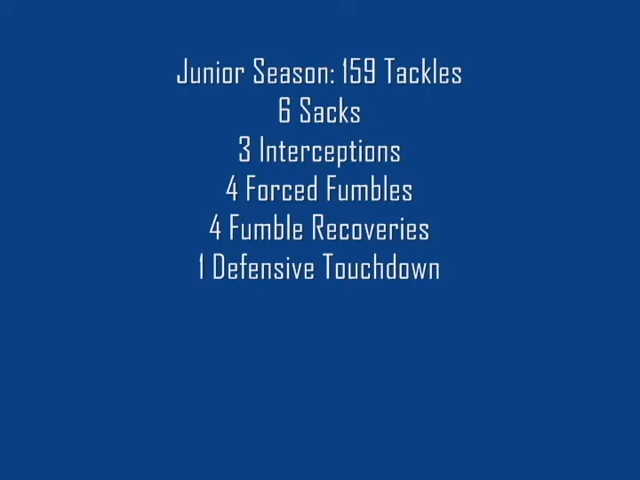 Junior Season: 159 Tackles
6 Sacks
3 Interceptions
4 Forced Fumbles
4 Fumble Recoveries
1 Defensive Touchdown